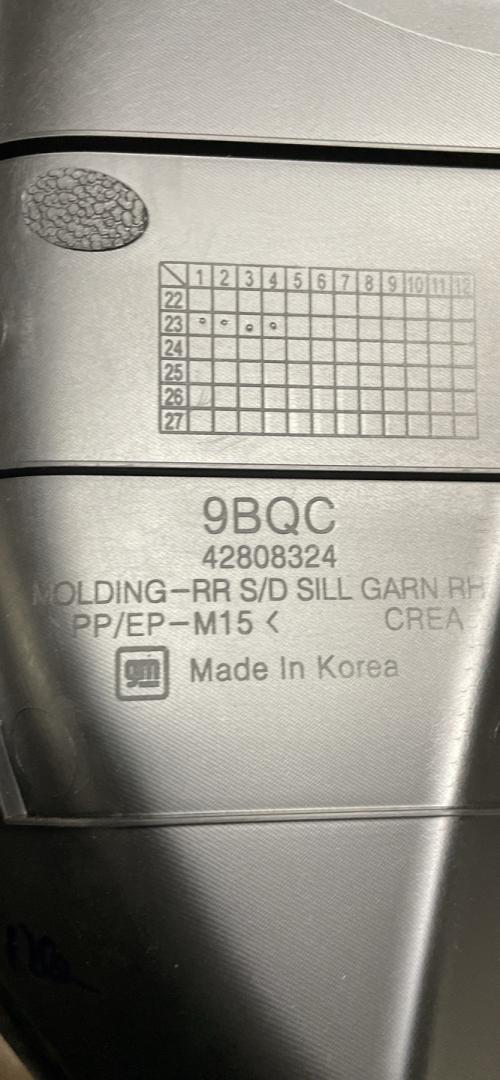 1 2 3 4 5 6 7 8 9 10 11 12
22
23
24
25
26
27
9BQC
42808324
MOLDING-RR S/D SILL GARN RH
PP/EP-M15 < CREA
gm Made In Korea